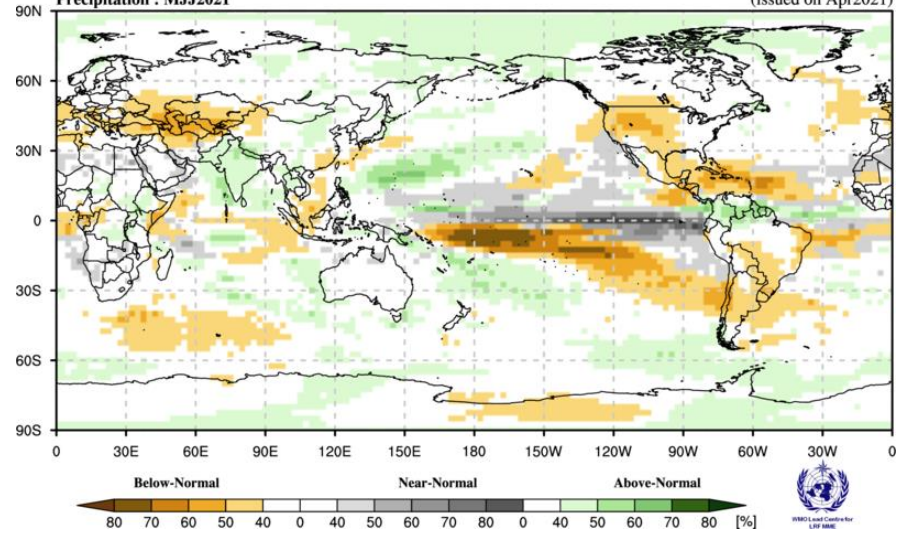 Precipitation : MJJ2021
(issued on Apr2021)
90N
60N
30N
0
30S
60S
90S
0 30E 60E 90E 120E 150E 180 150W 120W 90W 60W 30W 0
Below-Normal Near-Normal Above-Normal
80 70 60 50 40 0 40 50 60 70 80 0 40 50 60 70 80 [%]
WMO Lead Centre for
LRF MME